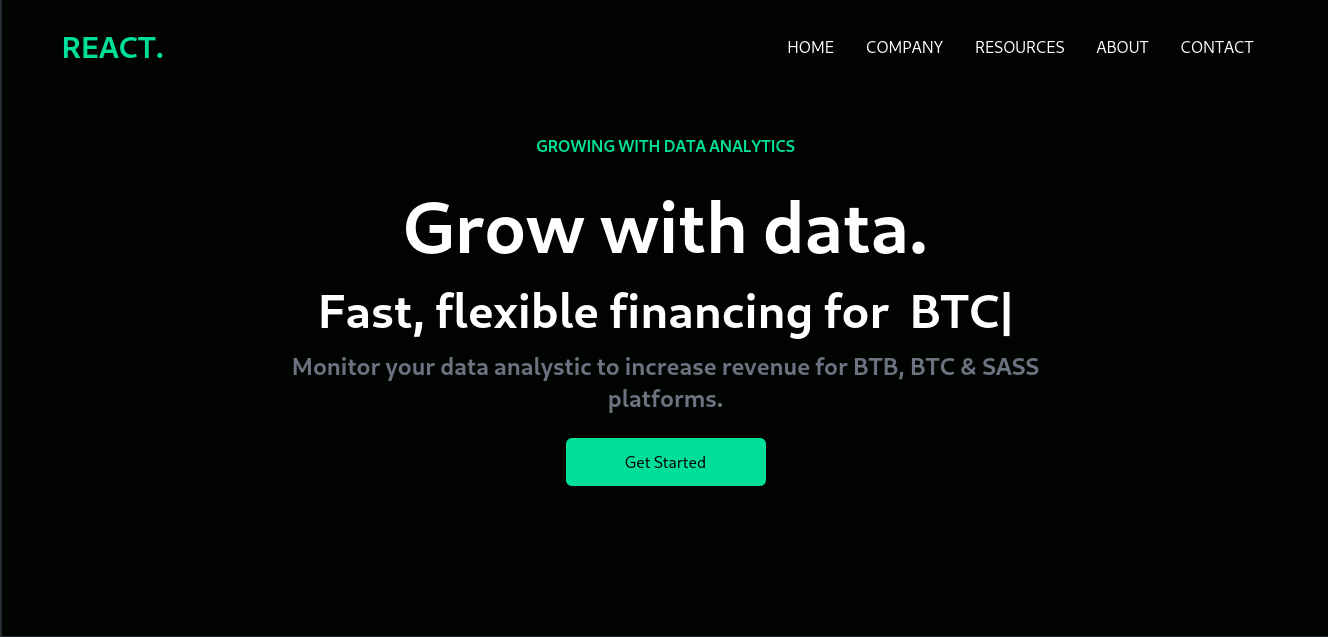 REACT.
HOME COMPANY RESOURCES ABOUT CONTACT
GROWING WITH DATA ANALYTICS
Grow with data.
Fast, flexible financing for BTC|
Monitor your data analystic to increase revenue for BTB, BTC & SASS
platforms.
Get Started